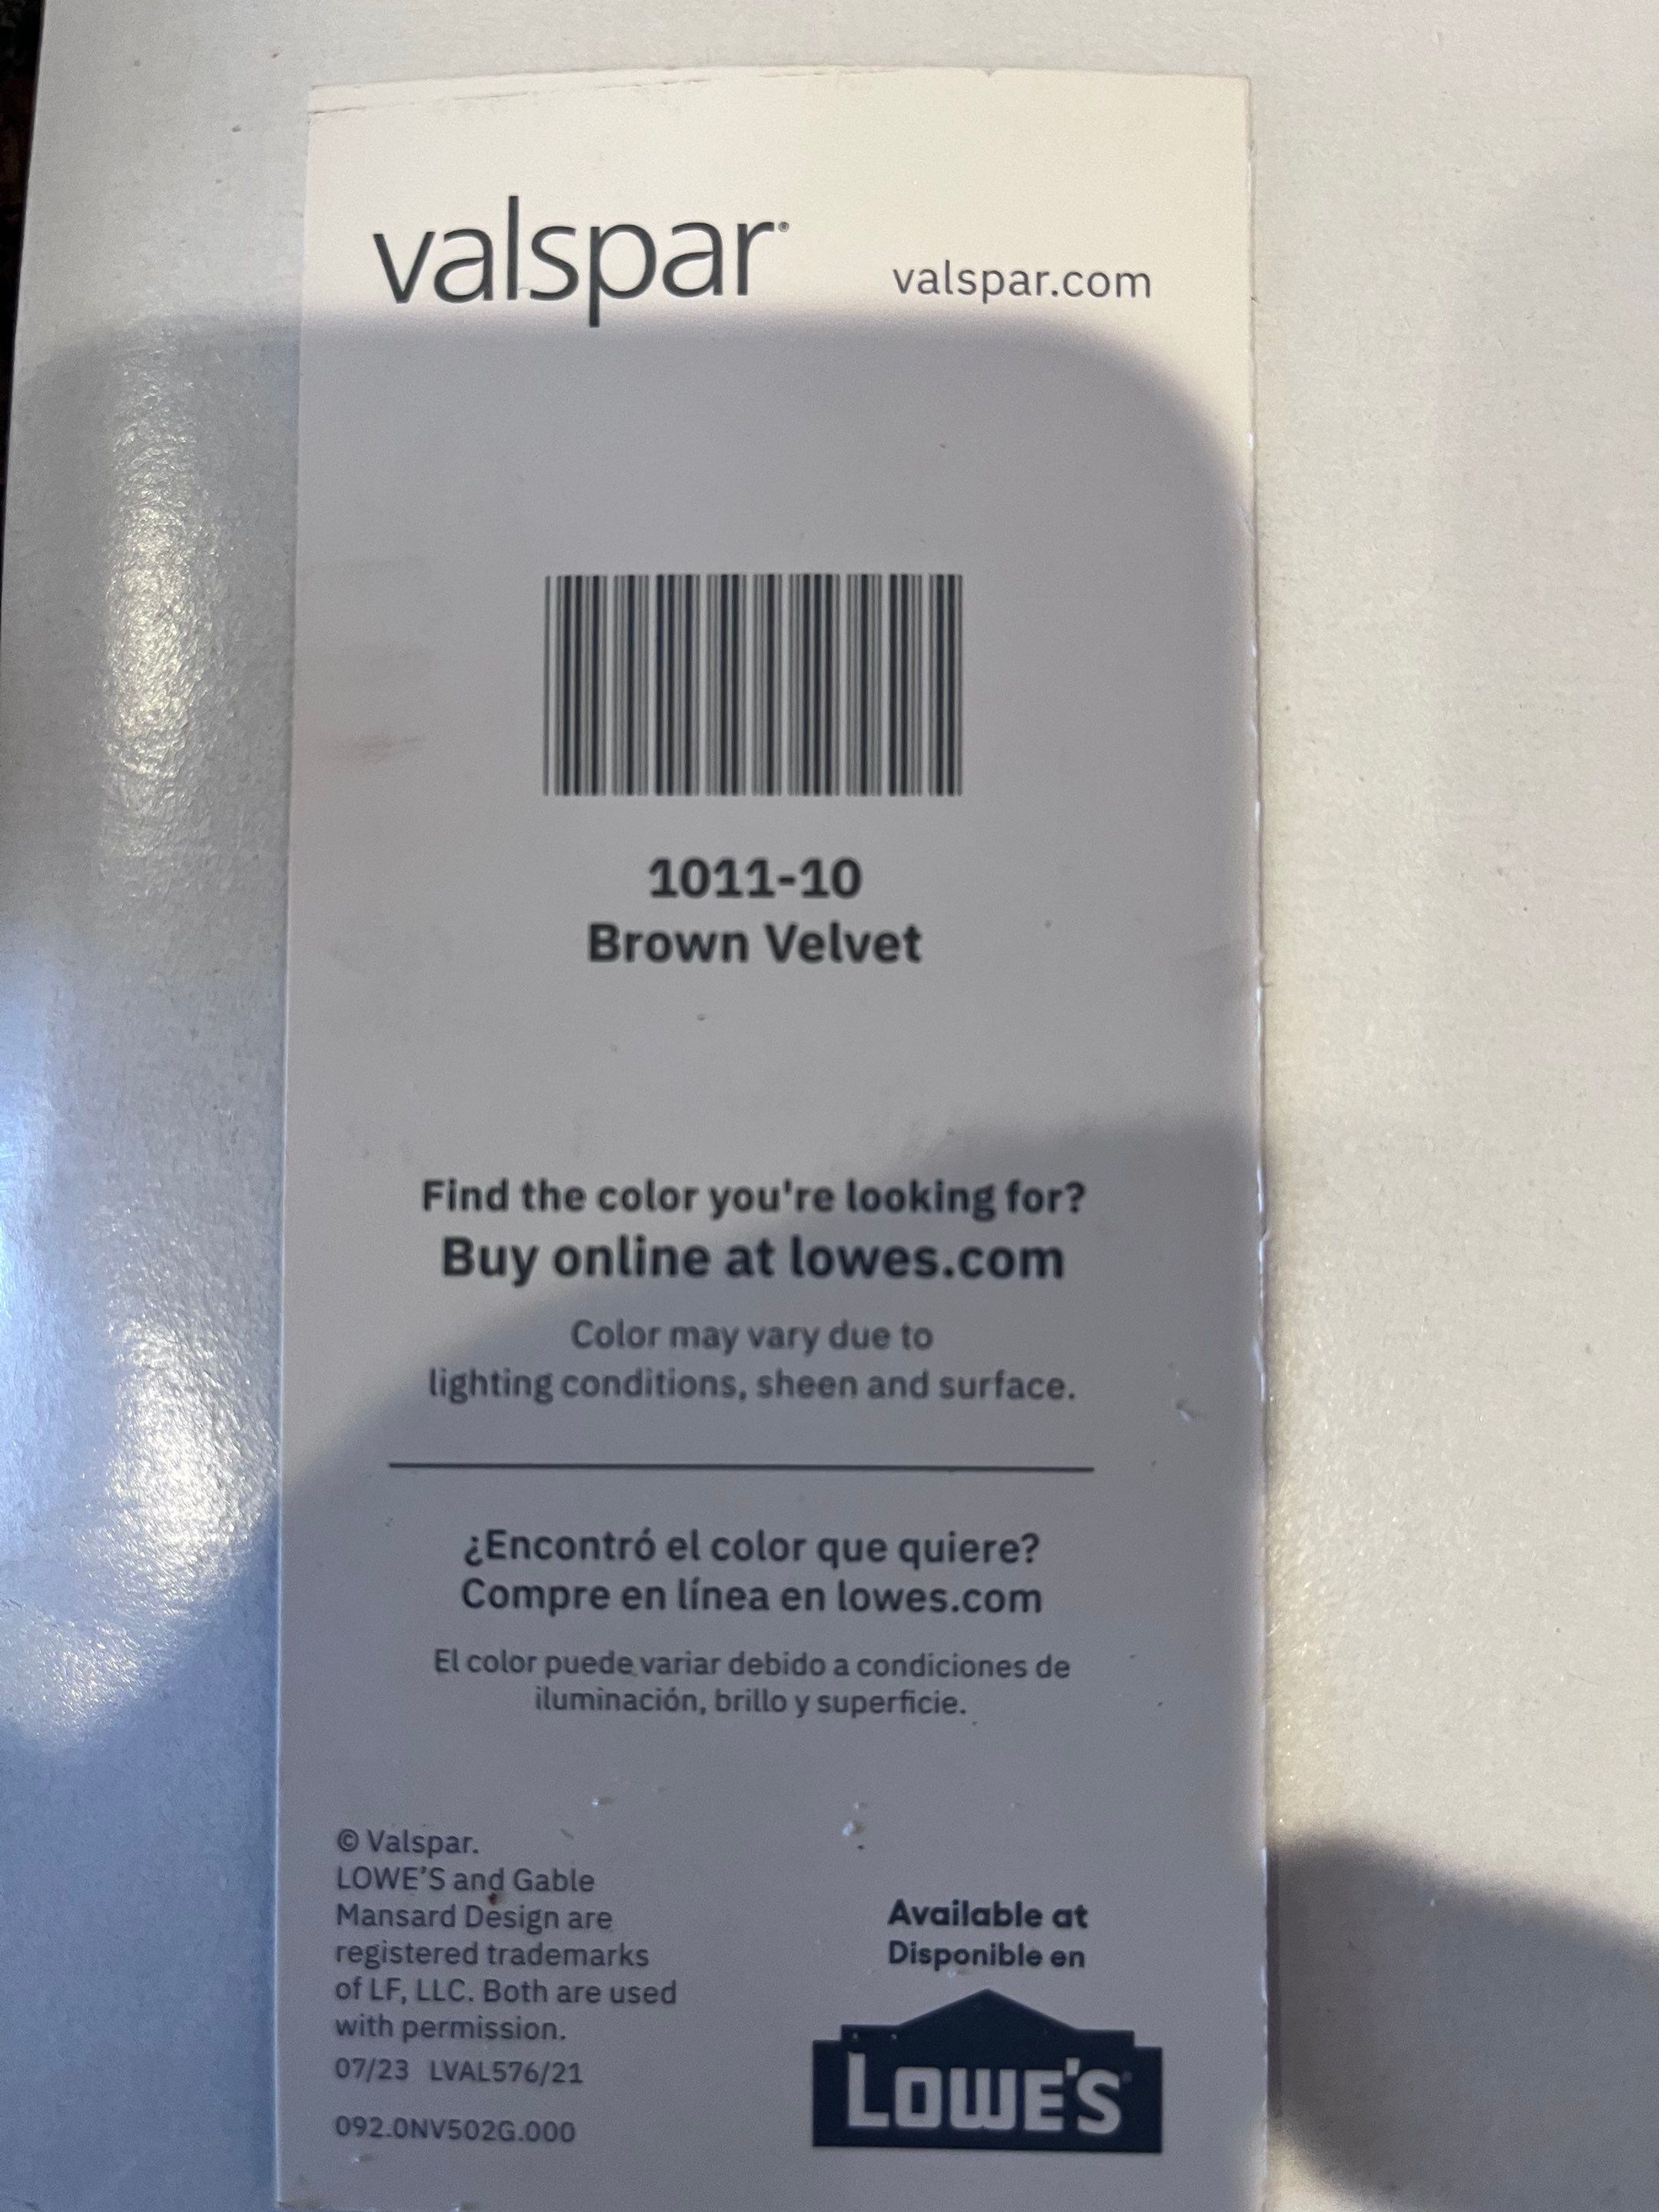 valspar®
valspar.com
1011-10
Brown Velvet
Find the color you're looking for?
Buy online at lowes.com
Color may vary due to
lighting conditions, sheen and surface.
¿Encontró el color que quiere?
Compre en línea en lowes.com
El color puede variar debido a condiciones de
iluminación, brillo y superficie.
© Valspar.
LOWE'S and Gable
Mansard Design are
registered trademarks
of LF, LLC. Both are used
with permission.
07/23 LVAL576/21
092.0NV502G.000
Available at
Disponible en
LOWE'S